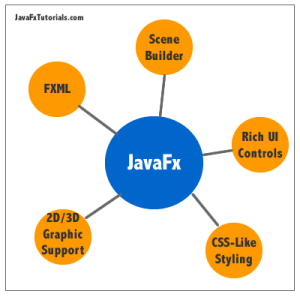 JavaFxTutorials.com
Scene
Builder
FXML
Rich UI
Controls
JavaFx
2D/3D
Graphic
Support
CSS-Like
Styling